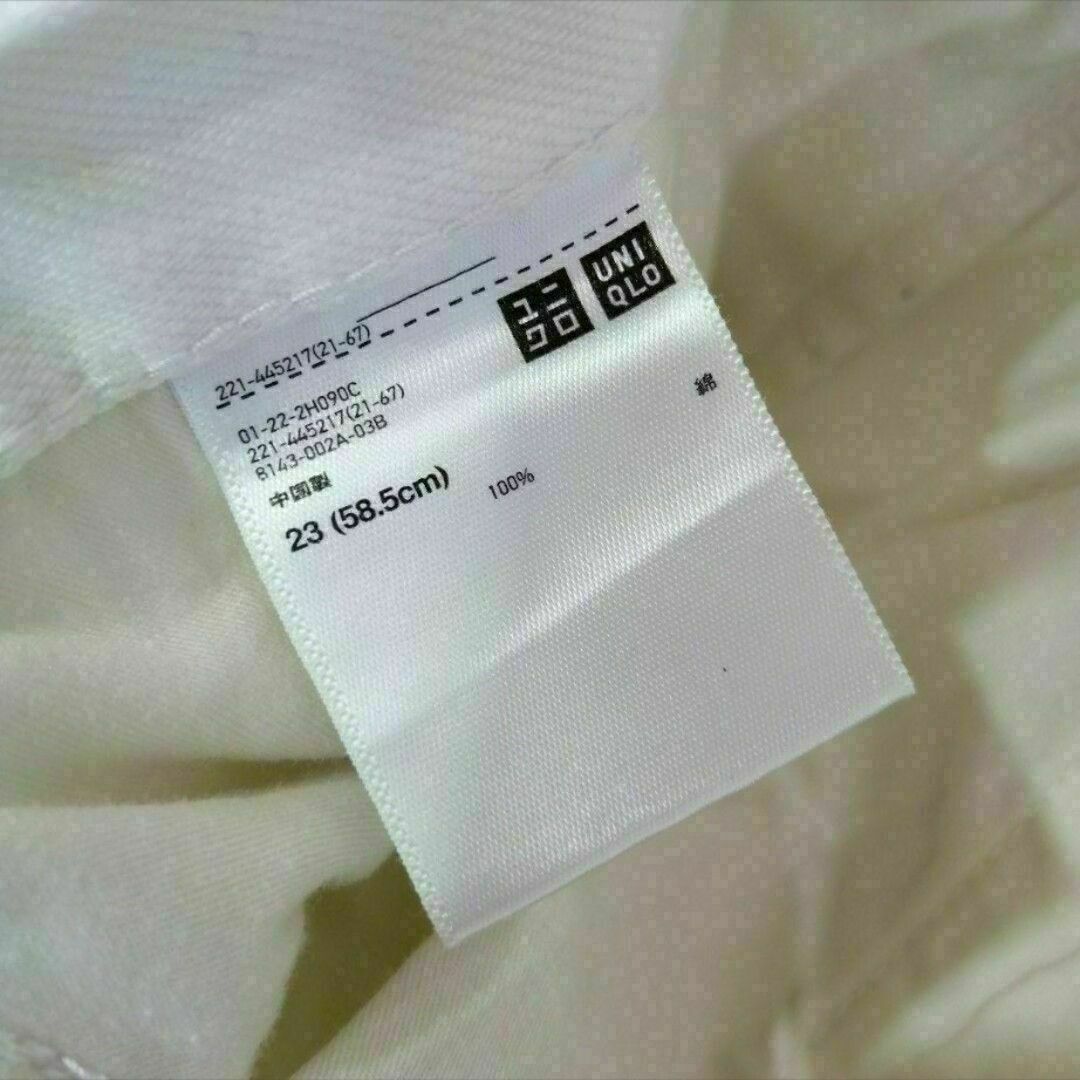 ユニ
クロ
UNI
QLO
221-445217(21-67)
綿
01-22-2H090C
221-445217(21-67)
8143-002A-03B
中国製
100%
23 (58.5cm)